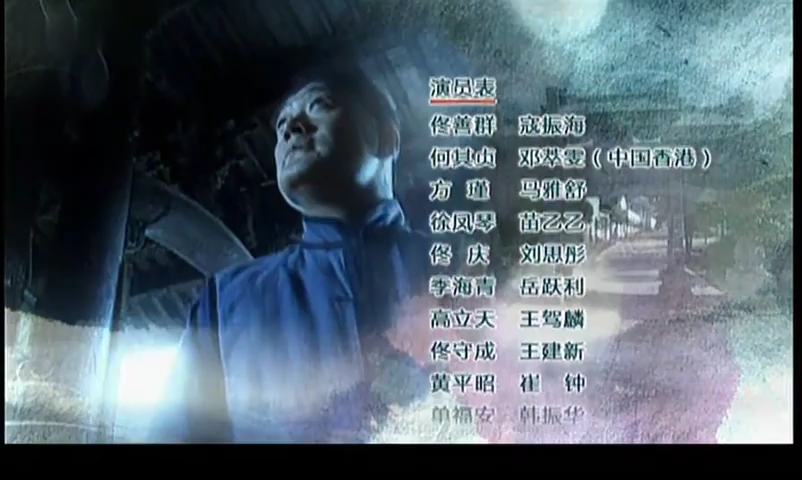 演员表
佟善群 寇振海
何其贞 邓萃雯（中国香港）
方 瑾 马雅舒
徐凤琴 苗乙乙
佟 庆 刘思彤
季海青 岳跃利
高立天 王驾麟
佟守成 王建新
黄平昭 崔 钟
单福安 韩振华